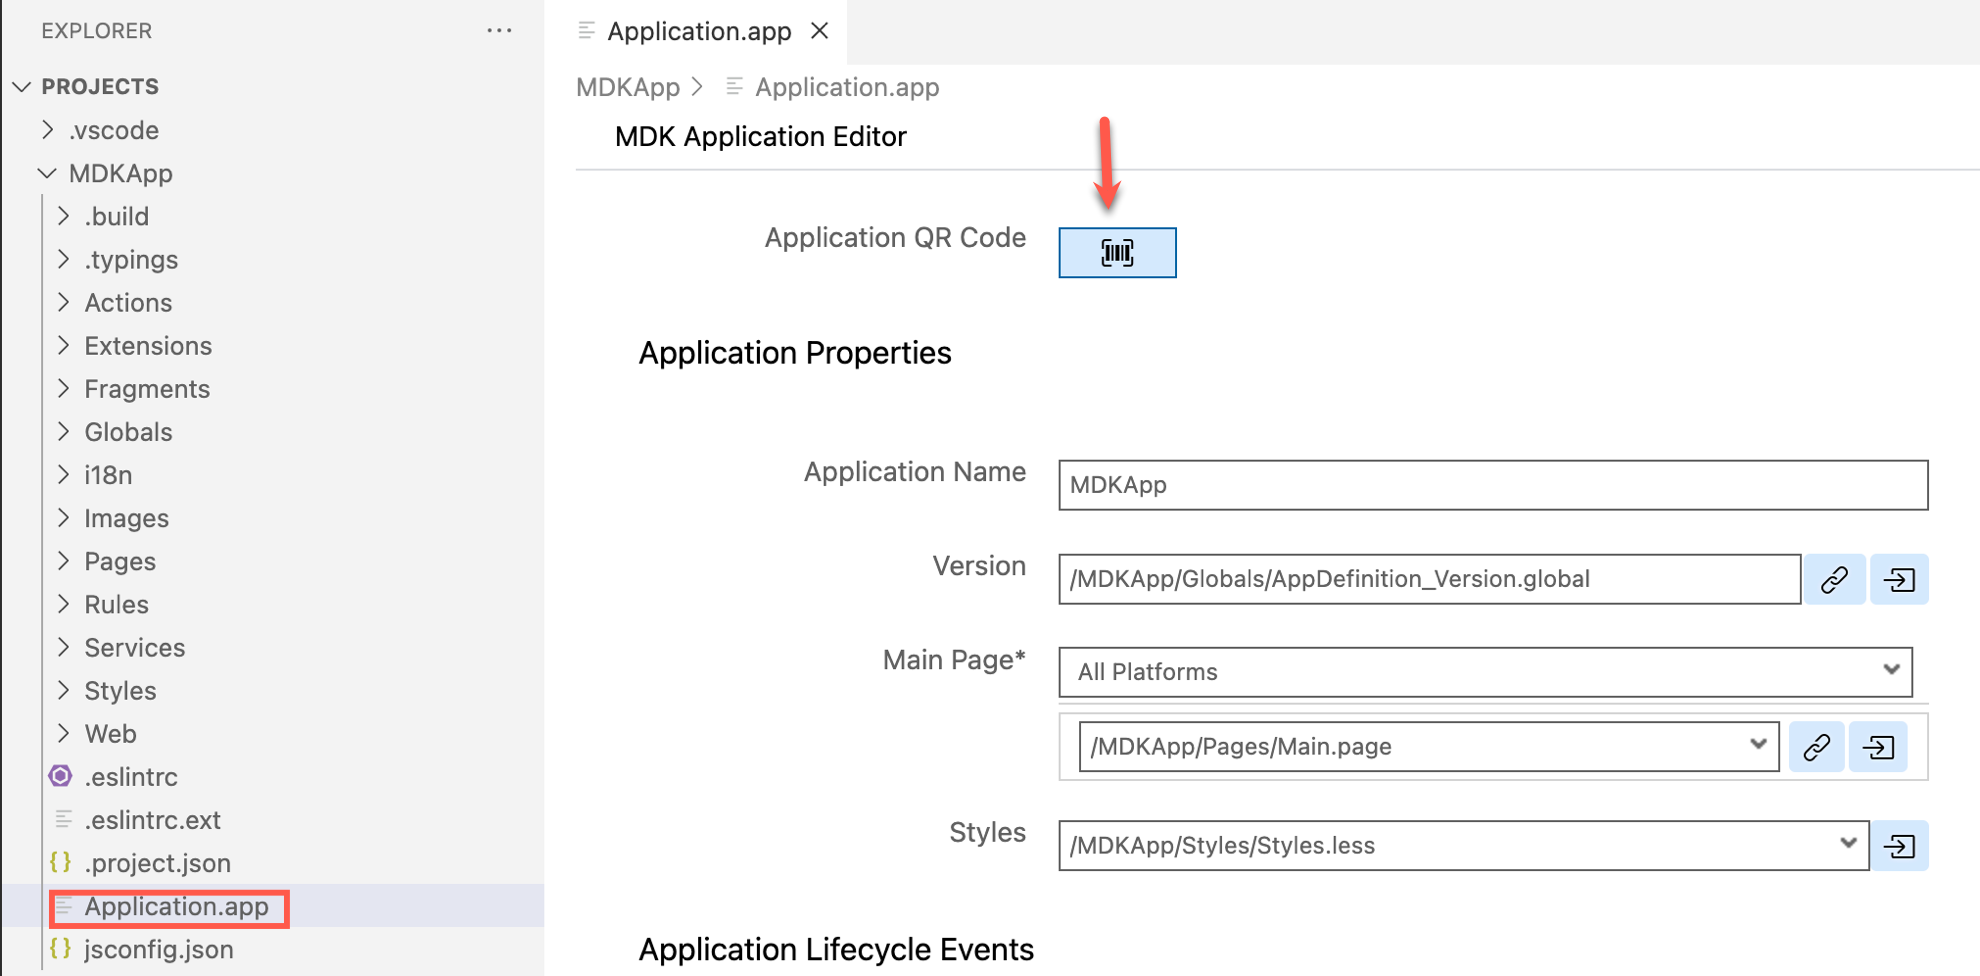 EXPLORER
PROJECTS
.vscode
MDKApp
.build
.typings
Actions
Extensions
Fragments
Globals
i18n
Images
Pages
Rules
Services
Styles
Web
.eslintrc
.eslintrc.ext
{} .project.json
Application.app
{} jsconfig.json
Application.app
MDKApp > Application.app
MDK Application Editor
Application QR Code
Application Properties
Application Name MDKApp
Version /MDKApp/Globals/AppDefinition_Version.global
Main Page* All Platforms
/MDKApp/Pages/Main.page
Styles /MDKApp/Styles/Styles.less
Application Lifecycle Events